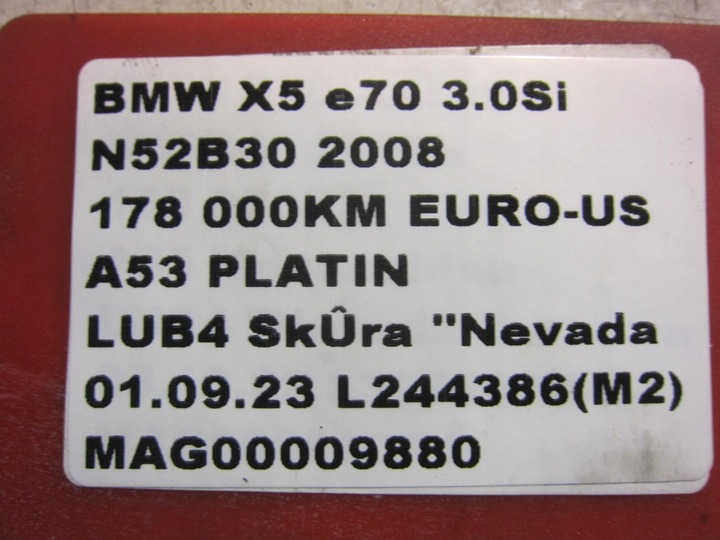 BMW X5 e70 3.0Si
N52B30 2008
178 000KM EURO-US
A53 PLATIN
LUB4 SkÛra "Nevada
01.09.23 L244386(M2)
MAG00009880